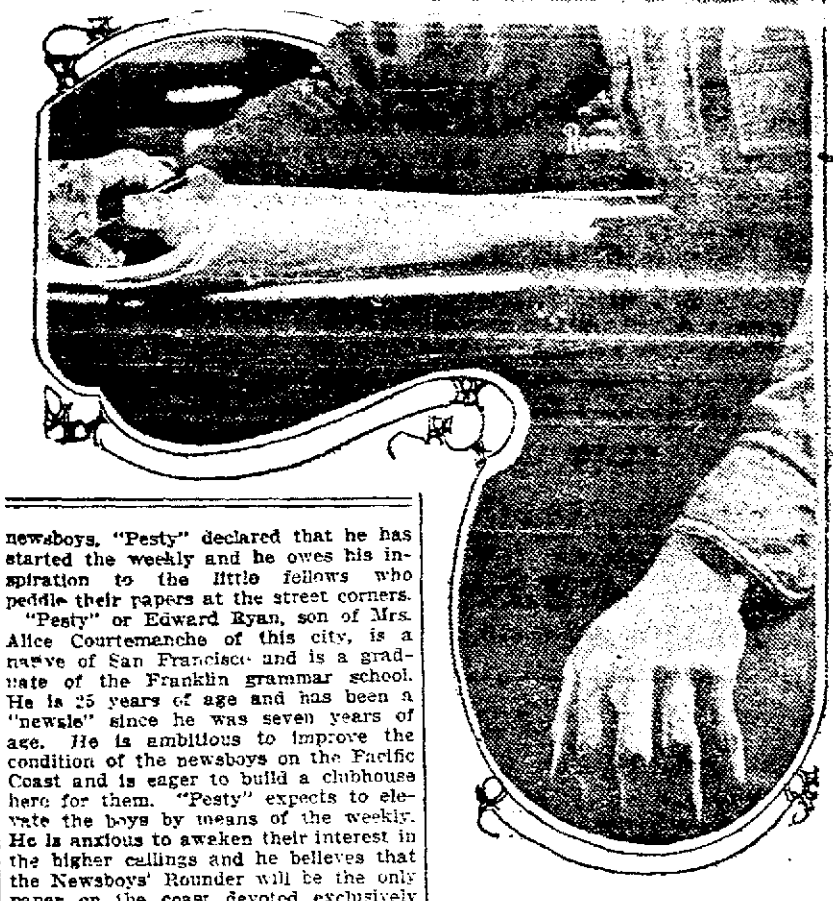 newsboys. "Pesty" declared that he has
started the weekly and he owes his in-
spiration to the little fellows who
peddle their papers at the street corners.
"Pesty" or Edward Ryan, son of Mrs.
Alice Courtemanche of this city, is a
native of San Francisco and is a grad-
uate of the Franklin grammar school.
He is 25 years of age and has been a
"newsie" since he was seven years of
age. He is ambitious to improve the
condition of the newsboys on the Pacific
Coast and is eager to build a clubhouse
here for them. "Pesty" expects to ele-
vate the boys by means of the weekly.
He is anxious to awaken their interest in
the higher callings and he believes that
the Newsboys' Rounder will be the only
paper on the coast devoted exclusively